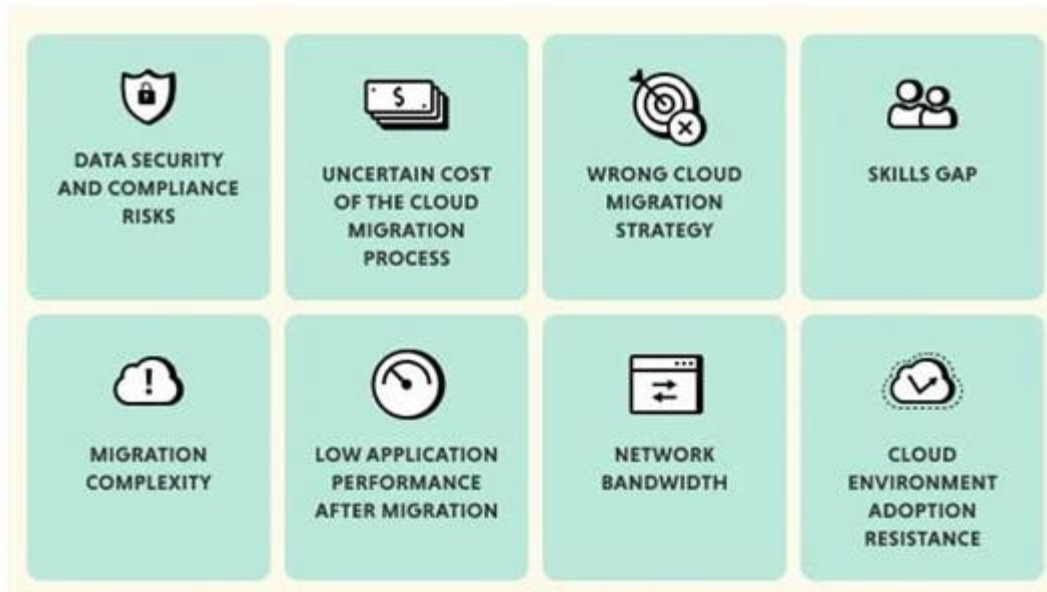 DATA SECURITY
AND COMPLIANCE
RISKS
$
UNCERTAIN COST
OF THE CLOUD
MIGRATION
PROCESS
WRONG CLOUD
MIGRATION
STRATEGY
SKILLS GAP
!
MIGRATION
COMPLEXITY
LOW APPLICATION
PERFORMANCE
AFTER MIGRATION
NETWORK
BANDWIDTH
CLOUD
ENVIRONMENT
ADOPTION
RESISTANCE